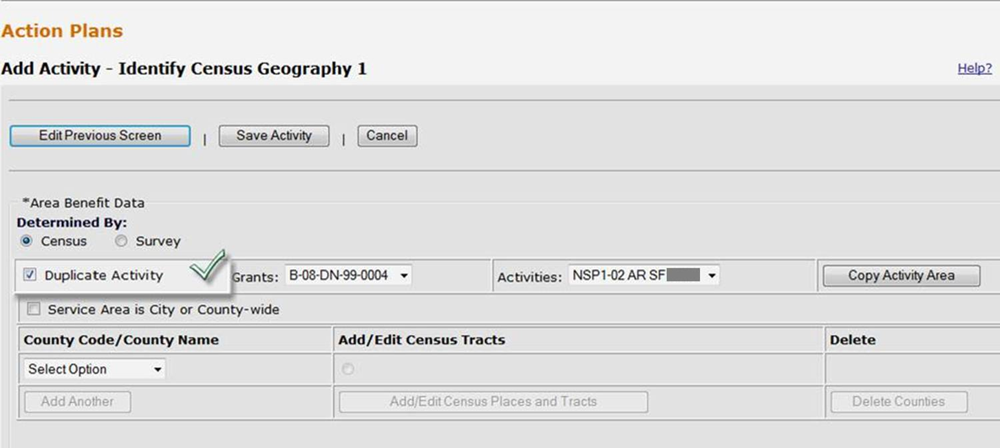 Action Plans
Add Activity - Identify Census Geography 1 Help?
Edit Previous Screen | Save Activity | Cancel
*Area Benefit Data
Determined By:
Census Survey
Duplicate Activity Grants: B-08-DN-99-0004 Activities: NSP1-02 AR SF Copy Activity Area
Service Area is City or County-wide
County Code/County Name Add/Edit Census Tracts Delete
Select Option
Add Another Add/Edit Census Places and Tracts Delete Counties